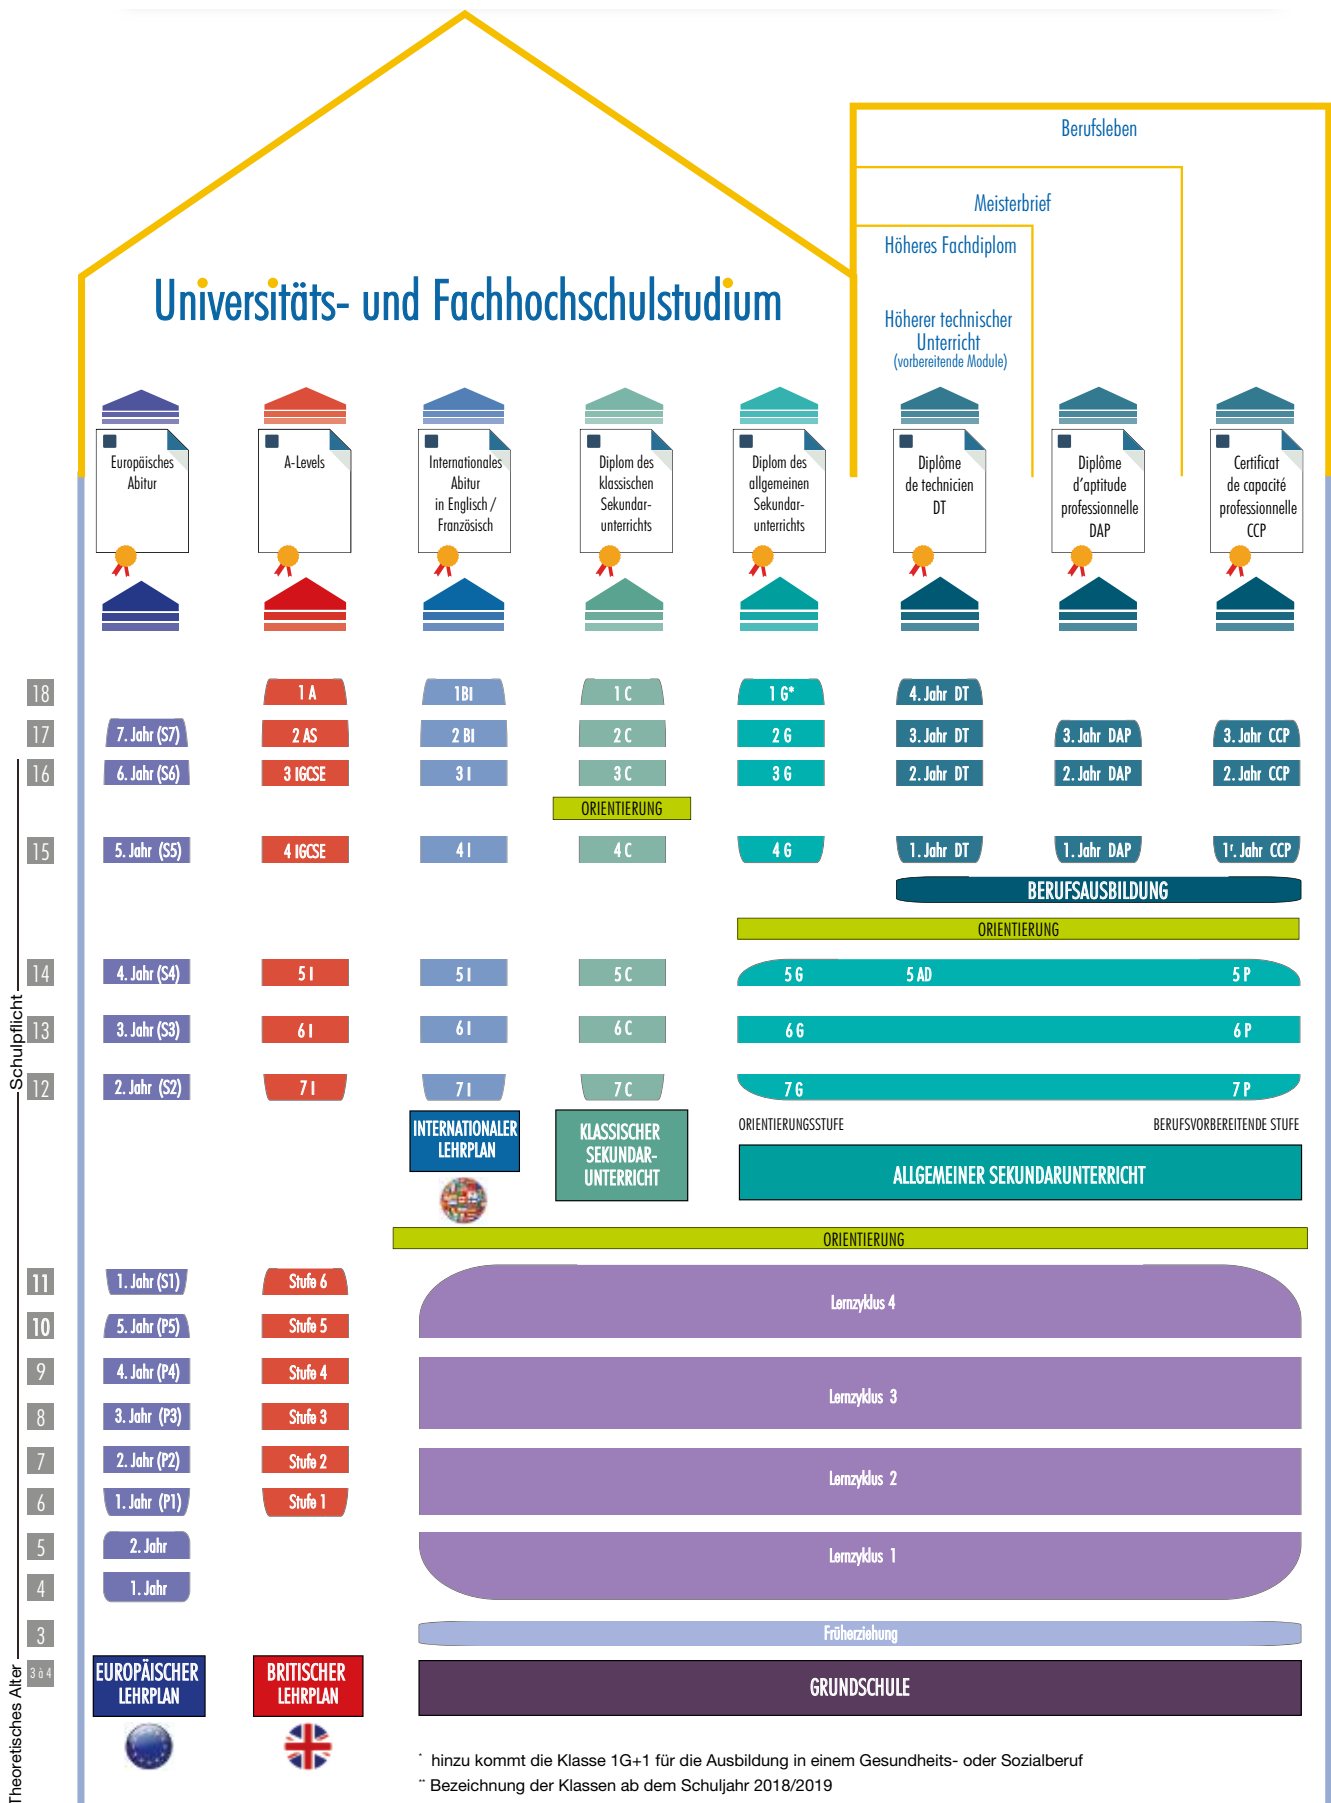 Berufsleben
Meisterbrief
Höheres Fachdiplom
Universitäts- und Fachhochschulstudium
Höherer technischer
Unterricht
(vorbereitende Module)
Europäisches
Abitur
A-Levels
Internationales
Abitur
in Englisch /
Französisch
Diplom des
klassischen
Sekundar-
unterrichts
Diplom des
allgemeinen
Sekundar-
unterrichts
Diplôme
de technicien
DT
Diplôme
d'aptitude
professionnelle
DAP
Certificat
de capacité
professionnelle
CCP
18 1 A 1BI 1 C 1 G* 4. Jahr DT
17 7. Jahr (S7) 2 AS 2 BI 2 C 2 G 3. Jahr DT 3. Jahr DAP 3. Jahr CCP
16 6. Jahr (S6) 3 IGCSE 3 I 3 C 3 G 2. Jahr DT 2. Jahr DAP 2. Jahr CCP
ORIENTIERUNG
15 5. Jahr (S5) 4 IGCSE 4 I 4 C 4 G 1. Jahr DT 1. Jahr DAP 1r. Jahr CCP
BERUFSAUSBILDUNG
ORIENTIERUNG
14 4. Jahr (S4) 5 I 5 I 5 C 5 G 5 AD 5 P
13 3. Jahr (S3) 6 I 6 I 6 C 6 G 6 P
12 2. Jahr (S2) 7 I 7 I 7 C 7 G 7 P
Schulpflicht
INTERNATIONALER
LEHRPLAN
KLASSISCHER
SEKUNDAR-
UNTERRICHT
ORIENTIERUNGSSTUFE BERUFSVORBEREITENDE STUFE
ALLGEMEINER SEKUNDARUNTERRICHT
ORIENTIERUNG
11 1. Jahr (S1) Stufe 6
Lernzyklus 4
10 5. Jahr (P5) Stufe 5
9 4. Jahr (P4) Stufe 4
Lernzyklus 3
8 3. Jahr (P3) Stufe 3
7 2. Jahr (P2) Stufe 2
Lernzyklus 2
6 1. Jahr (P1) Stufe 1
5 2. Jahr
Lernzyklus 1
4 1. Jahr
3 Früherziehung
3 à 4
Theoretisches Alter
EUROPÄISCHER
LEHRPLAN
BRITISCHER
LEHRPLAN
GRUNDSCHULE
* hinzu kommt die Klasse 1G+1 für die Ausbildung in einem Gesundheits- oder Sozialberuf
** Bezeichnung der Klassen ab dem Schuljahr 2018/2019